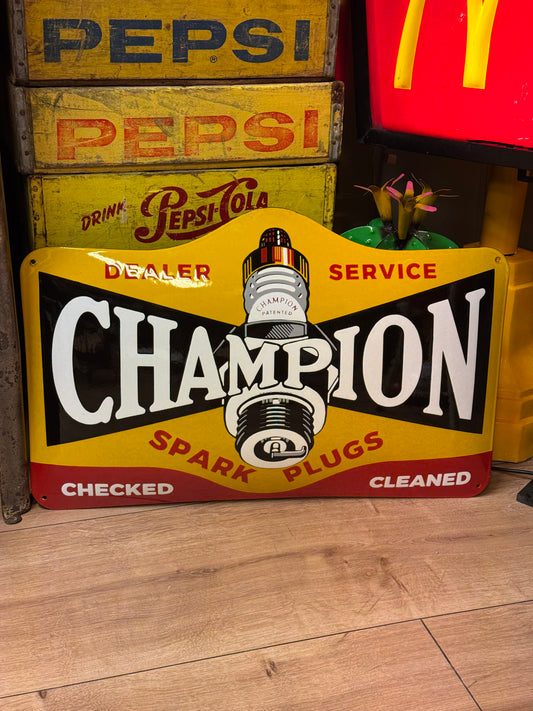 PEPSI
PEPSI
DRINK PEPSI-COLA
DEALER SERVICE
CHAMPION
PATENTED
CHAMPION
SPARK PLUGS
CHECKED CLEANED